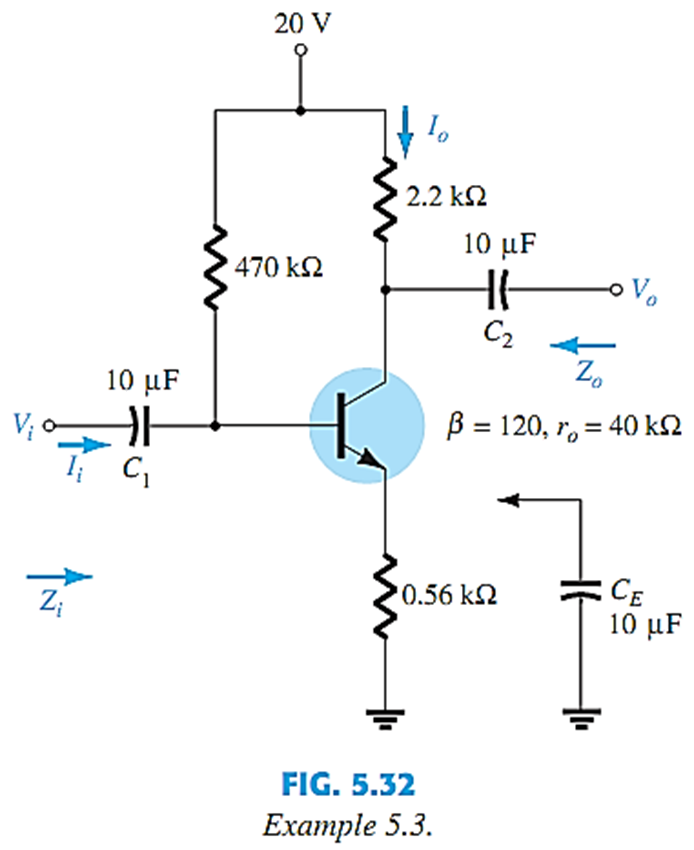 20 V
I_o
2.2 kΩ
10 μF
470 kΩ
V_o
C_2
Z_o
10 μF
V_i
β = 120, r_o = 40 kΩ
I_i
C_1
Z_i
0.56 kΩ
C_E
10 μF
FIG. 5.32
Example 5.3.